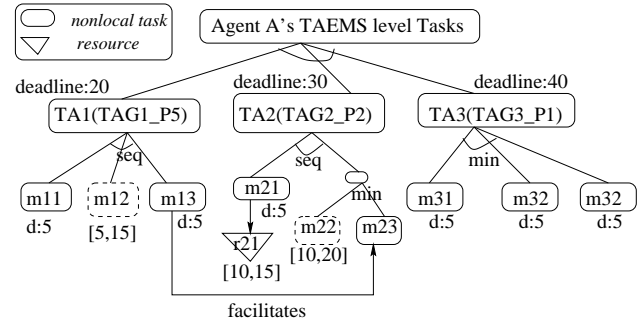 nonlocal task
resource
Agent A's TAEMS level Tasks
deadline:20
deadline:30
deadline:40
TA1(TAG1_P5)
TA2(TAG2_P2)
TA3(TAG3_P1)
seq
seq
min
m11
m12
m13
m21
min
m31
m32
m32
d:5
[5,15]
d:5
d:5
r21
[10,15]
m22
[10,20]
m23
d:5
d:5
d:5
facilitates